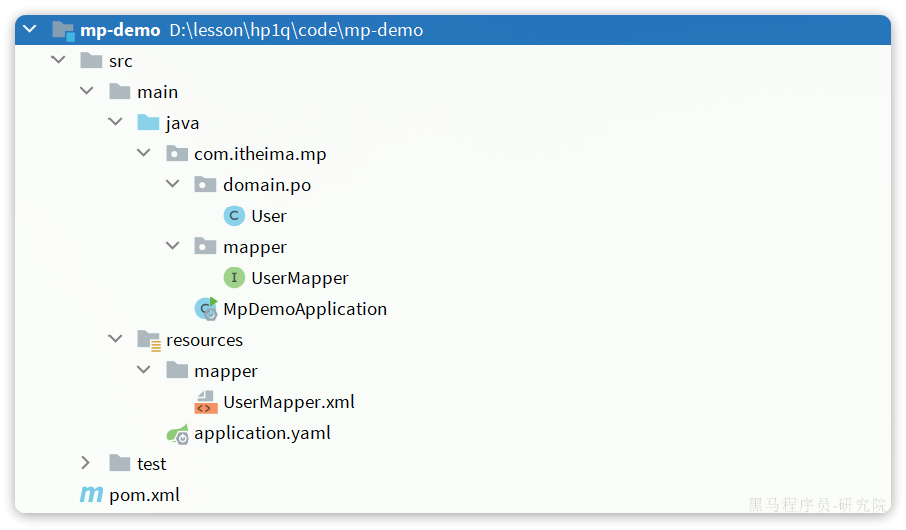 mp-demo D:\lesson\hp1q\code\mp-demo
src
main
java
com.itheima.mp
domain.po
C User
mapper
I UserMapper
MpDemoApplication
resources
mapper
<> UserMapper.xml
application.yaml
test
m pom.xml
黑马程序员-研究院